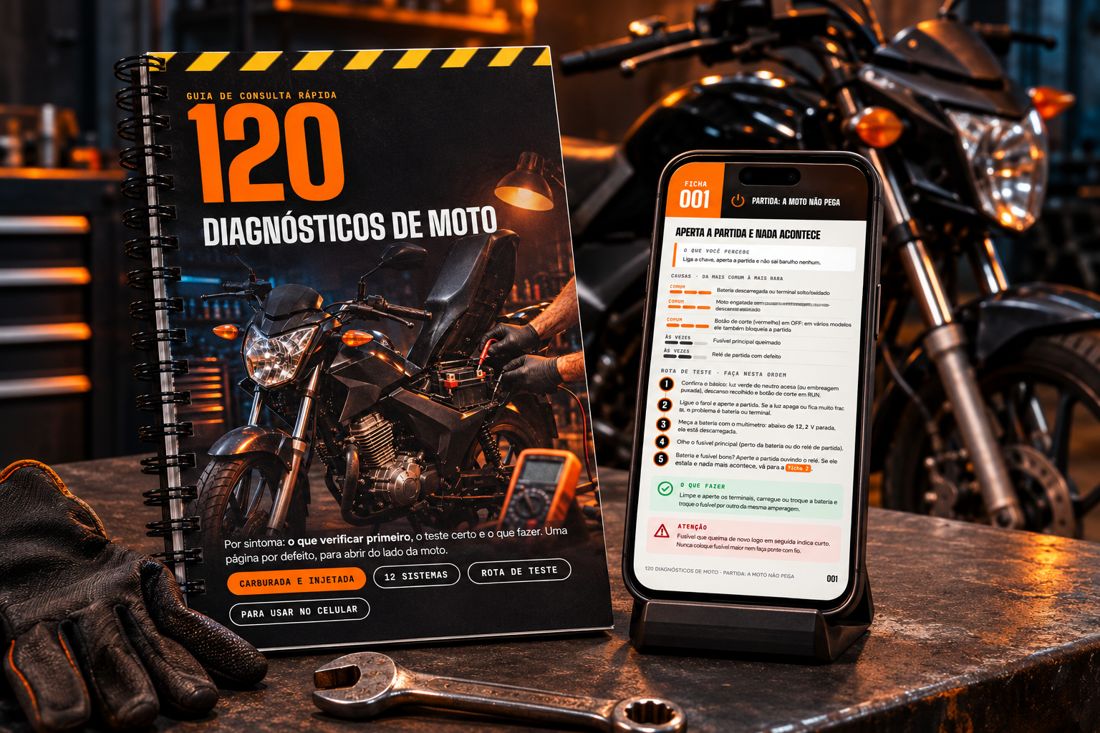 GUIA DE CONSULTA RÁPIDA
120
DIAGNÓSTICOS DE MOTO
Por sintoma: o que verificar primeiro, o teste certo e o que fazer. Uma
página por defeito, para abrir do lado da moto.
CARBURADA E INJETADA
12 SISTEMAS
ROTA DE TESTE
PARA USAR NO CELULAR
FICHA
001
PARTIDA: A MOTO NÃO PEGA
APERTA A PARTIDA E NADA ACONTECE
O QUE VOCÊ PERCEBE
Liga a chave, aperta a partida e não sai barulho nenhum.
CAUSAS · DA MAIS COMUM À MAIS RARA
COMUM
Bateria descarregada ou terminal solto/oxidado
COMUM
Moto engatada
COMUM
Botão de corte (vermelho) em OFF: em vários modelos
ele também bloqueia a partida
ÀS VEZES
Fusível principal queimado
ÀS VEZES
Relé de partida com defeito
ROTA DE TESTE · FAÇA NESTA ORDEM
1
Confira o básico: luz verde do neutro acesa (ou embreagem
puxada), descanso recolhido e botão de corte em RUN.
2
Ligue o farol e aperte a partida. Se a luz apaga ou fica muito
o problema é bateria ou terminal.
3
Meça a bateria com o multímetro: abaixo de 12,2 V parada,
ela está descarregada.
4
Olhe o fusível principal (perto da bateria ou do relé de partida).
5
Bateria e fusível bons? Aperte a partida ouvindo o relé. Se ele
estala e nada mais acontece, vá para a ficha 2
O QUE FAZER
Limpe e aperte os terminais, carregue ou troque a bateria e
troque o fusível por outro da mesma amperagem.
ATENÇÃO
Fusível que queima de novo logo em seguida indica curto.
Nunca coloque fusível maior nem faça ponte com fio.
120 DIAGNÓSTICOS DE MOTO · PARTIDA: A MOTO NÃO PEGA
001